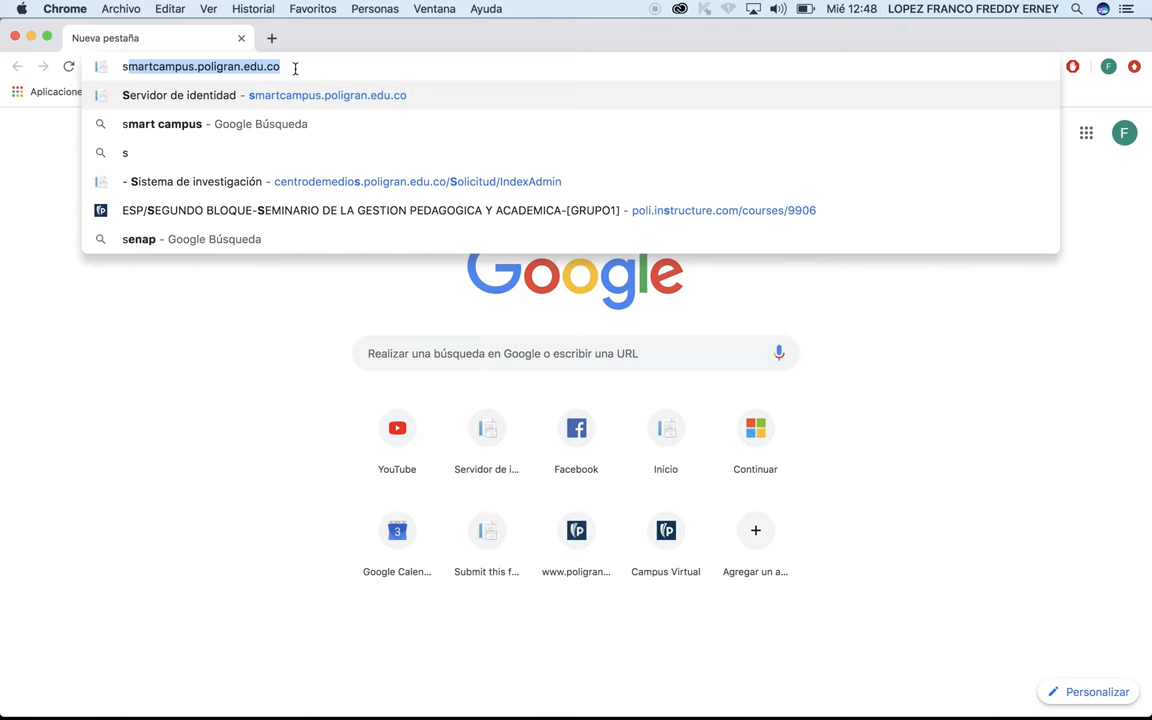 Chrome Archivo Editar Ver Historial Favoritos Personas Ventana Ayuda Mié 12:48 LOPEZ FRANCO FREDDY ERNEY
Nueva pestaña
smartcampus.poligran.edu.co
F
Aplicacione
Servidor de identidad - smartcampus.poligran.edu.co
smart campus - Google Búsqueda
F
s
- Sistema de investigación - centrodemedios.poligran.edu.co/Solicitud/IndexAdmin
ESP/SEGUNDO BLOQUE-SEMINARIO DE LA GESTION PEDAGOGICA Y ACADEMICA-[GRUPO1] - poli.instructure.com/courses/9906
senap - Google Búsqueda
Google
Realizar una búsqueda en Google o escribir una URL
YouTube Servidor de i... Facebook Inicio Continuar
3
Google Calen... Submit this f... www.poligran... Campus Virtual Agregar un a...
Personalizar